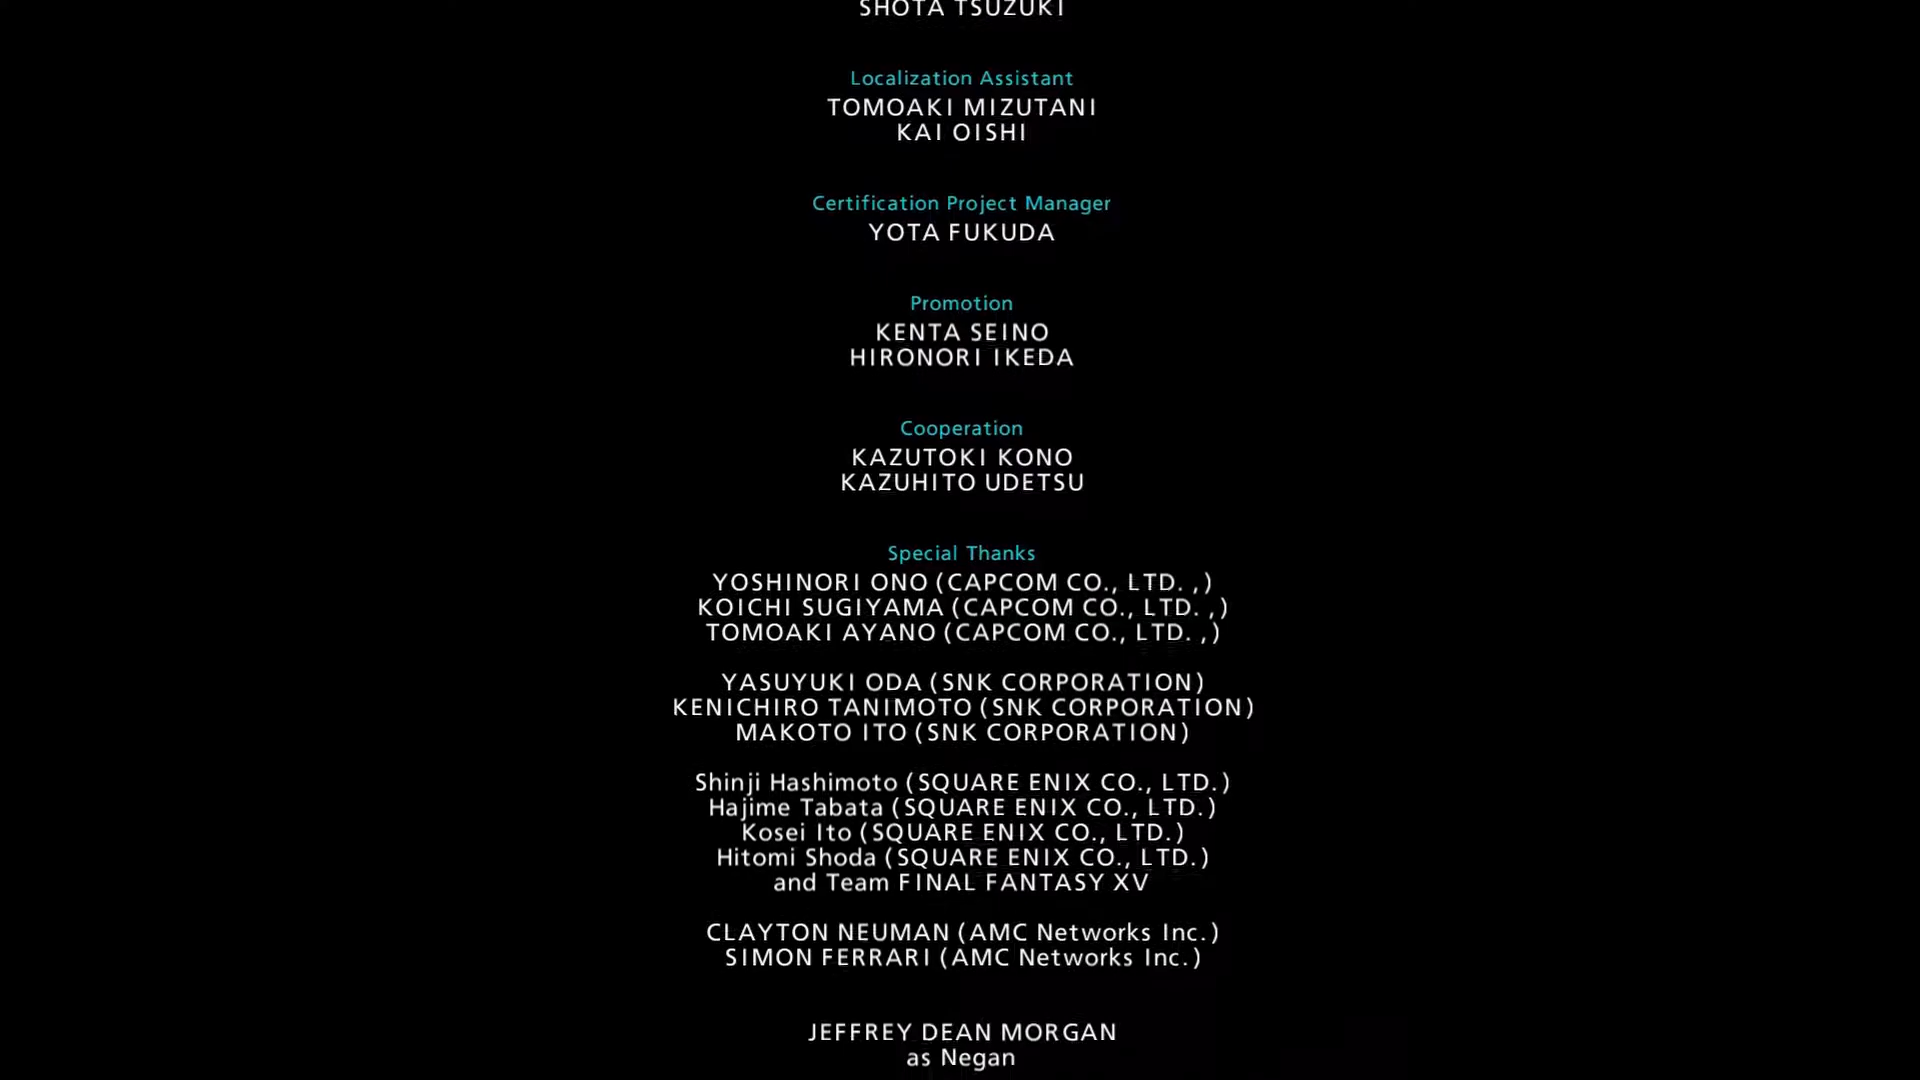 SHOTA TSUZUKI
Localization Assistant
TOMOAKI MIZUTANI
KAI OISHI
Certification Project Manager
YOTA FUKUDA
Promotion
KENTA SEINO
HIRONORI IKEDA
Cooperation
KAZUTOKI KONO
KAZUHITO UDETSU
Special Thanks
YOSHINORI ONO (CAPCOM CO., LTD. ,)
KOICHI SUGIYAMA (CAPCOM CO., LTD. ,)
TOMOAKI AYANO (CAPCOM CO., LTD. ,)
YASUYUKI ODA (SNK CORPORATION)
KENICHIRO TANIMOTO (SNK CORPORATION)
MAKOTO ITO (SNK CORPORATION)
Shinji Hashimoto (SQUARE ENIX CO., LTD.)
Hajime Tabata (SQUARE ENIX CO., LTD.)
Kosei Ito (SQUARE ENIX CO., LTD.)
Hitomi Shoda (SQUARE ENIX CO., LTD.)
and Team FINAL FANTASY XV
CLAYTON NEUMAN (AMC Networks Inc.)
SIMON FERRARI (AMC Networks Inc.)
JEFFREY DEAN MORGAN
as Negan